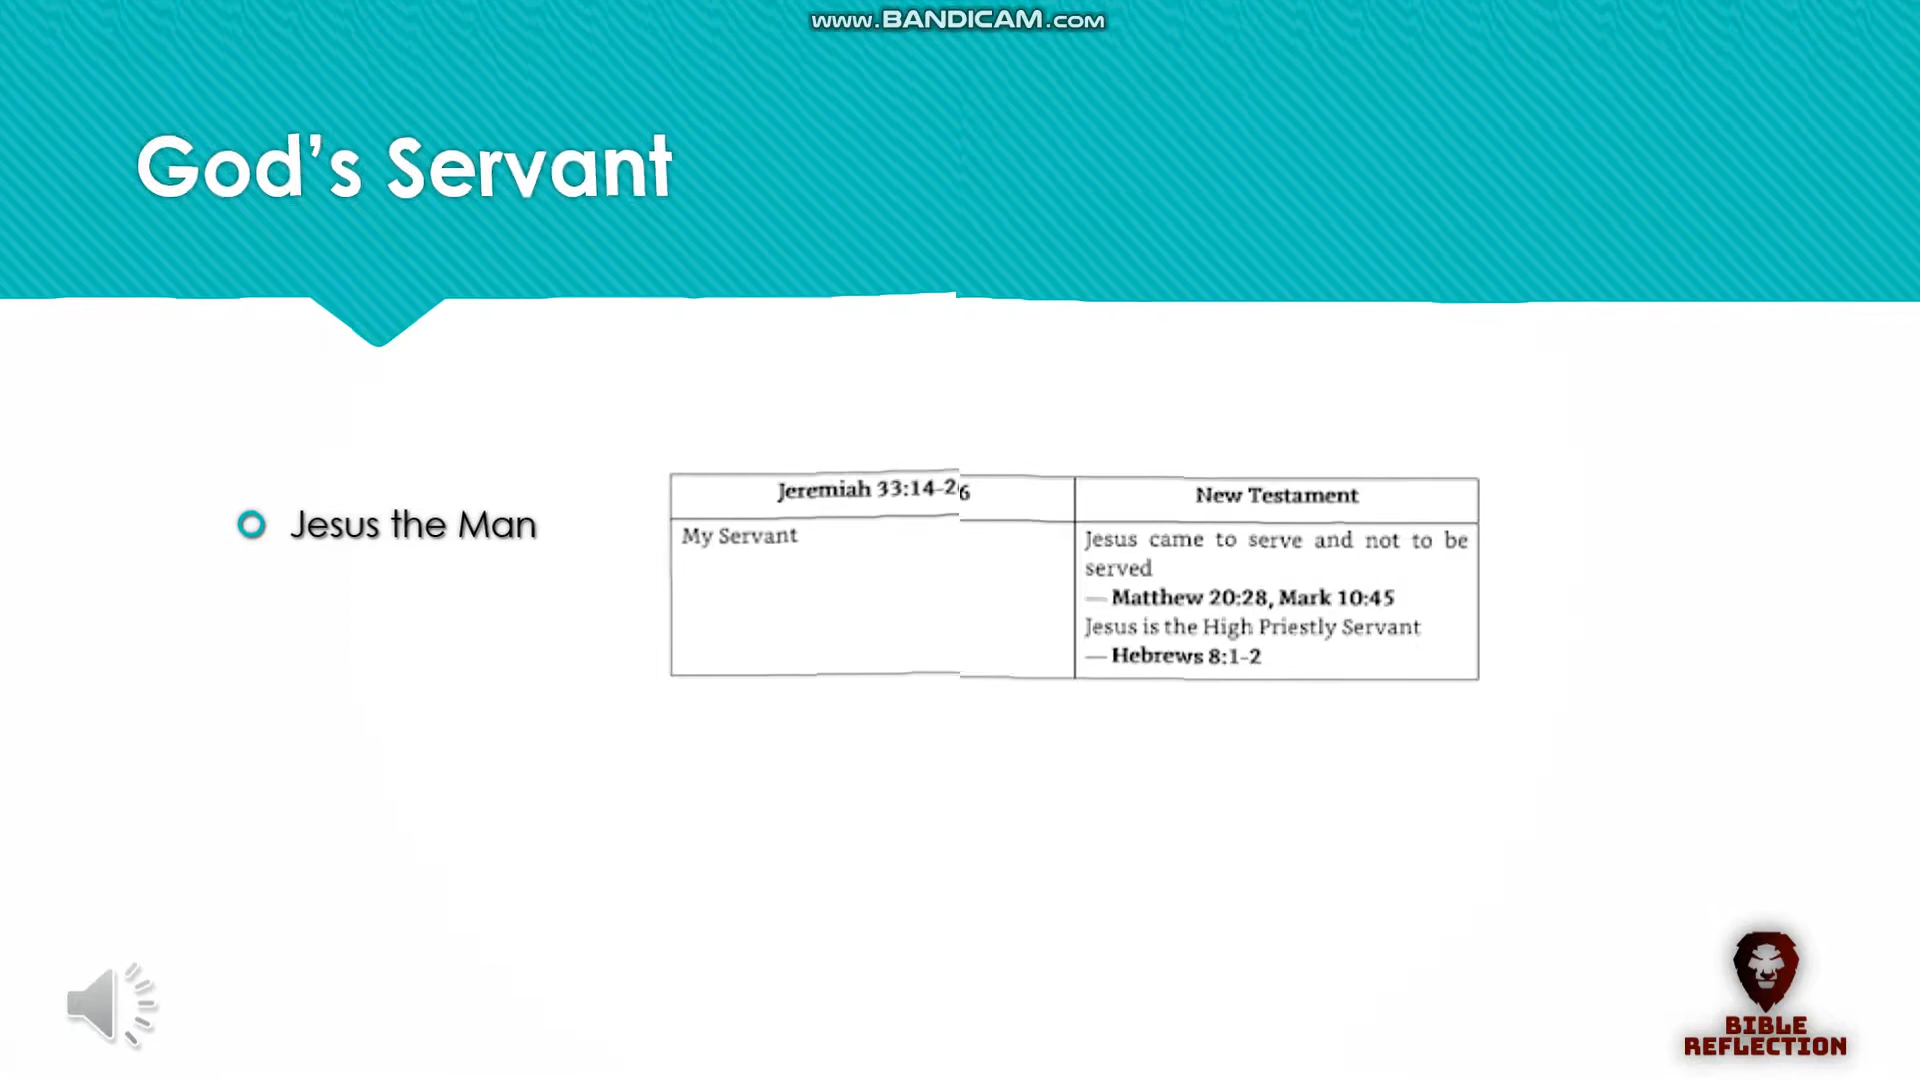 www.BANDICAM.com
God's Servant
Jesus the Man
Jeremiah 33:14-26
New Testament
My Servant
Jesus came to serve and not to be
served
— Matthew 20:28, Mark 10:45
Jesus is the High Priestly Servant
— Hebrews 8:1-2
BIBLE
REFLECTION